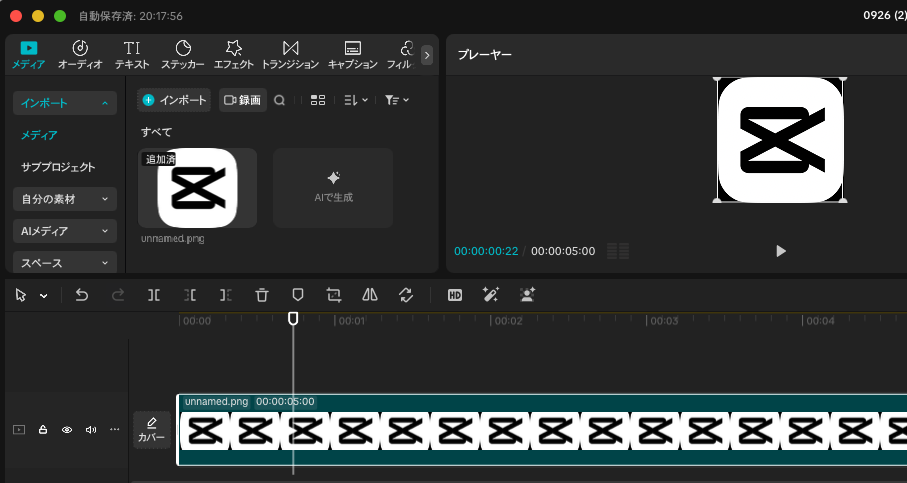 自動保存済: 20:17:56
0926 (2)
メディア オーディオ テキスト ステッカー エフェクト トランジション キャプション フィル
プレーヤー
インポート
メディア
サブプロジェクト
自分の素材
AIメディア
スペース
インポート 録画
すべて
追加済
unnamed.png
AIで生成
00:00:00:22 / 00:00:05:00
HD
00:00 00:01 00:02 00:03 00:04
unnamed.png 00:00:05:00
カバー